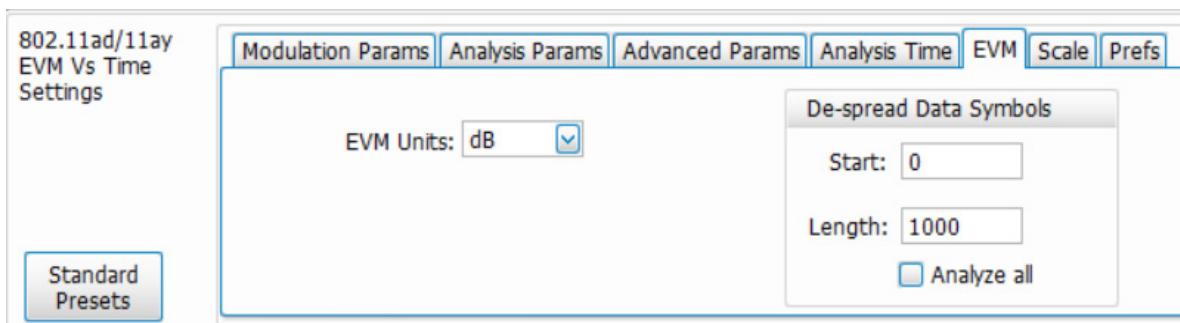 802.11ad/11ay
EVM Vs Time
Settings
Modulation Params Analysis Params Advanced Params Analysis Time EVM Scale Prefs
EVM Units: dB
De-spread Data Symbols
Start: 0
Length: 1000
Analyze all
Standard
Presets